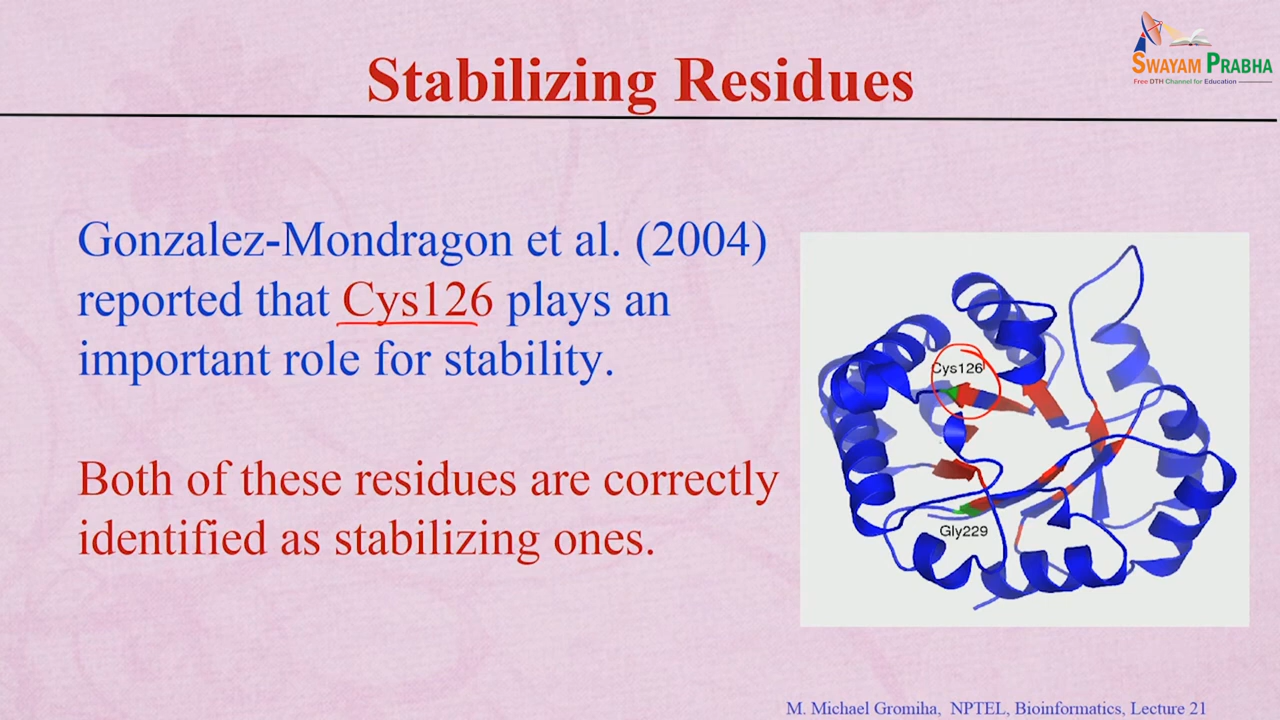 SWAYAM PRABHA
Free DTH Channel for Education
Stabilizing Residues
Gonzalez-Mondragon et al. (2004)
reported that Cys126 plays an
important role for stability.
Both of these residues are correctly
identified as stabilizing ones.
Cys126
Gly229
M. Michael Gromiha, NPTEL, Bioinformatics, Lecture 21